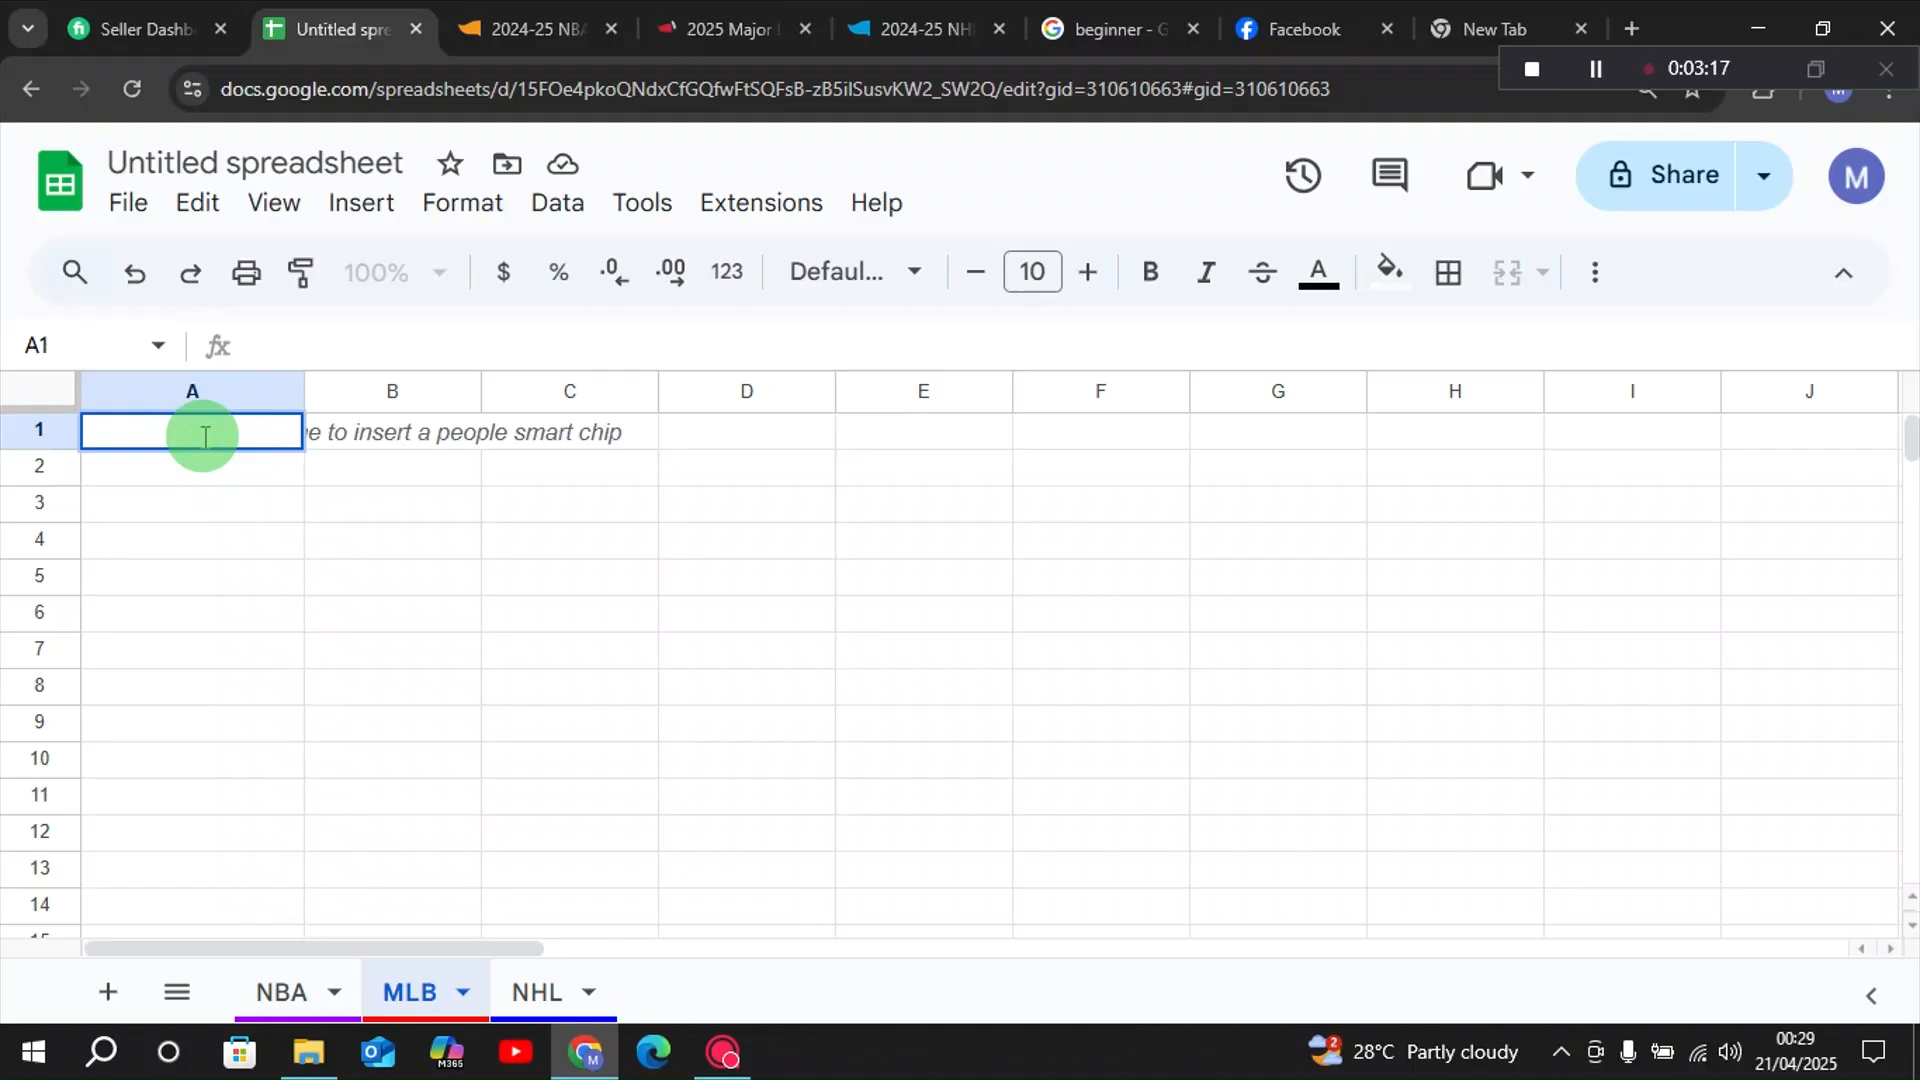 Seller Dashb
Untitled spre
2024-25 NBA
2025 Major
2024-25 NH
beginner - G
Facebook
New Tab
0:03:17
docs.google.com/spreadsheets/d/15FOe4pkoQNdxCfGQfwFtSQFsB-zB5ilSusvKW2_SW2Q/edit?gid=310610663#gid=310610663
Untitled spreadsheet
File Edit View Insert Format Data Tools Extensions Help
Share
M
100%
$ % .0 .00 123
Defaul...
10
B I A
A1
fx
A B C D E F G H I J
1 e to insert a people smart chip
2
3
4
5
6
7
8
9
10
11
12
13
14
NBA MLB NHL
M365
M
2
28°C Partly cloudy
00:29
21/04/2025